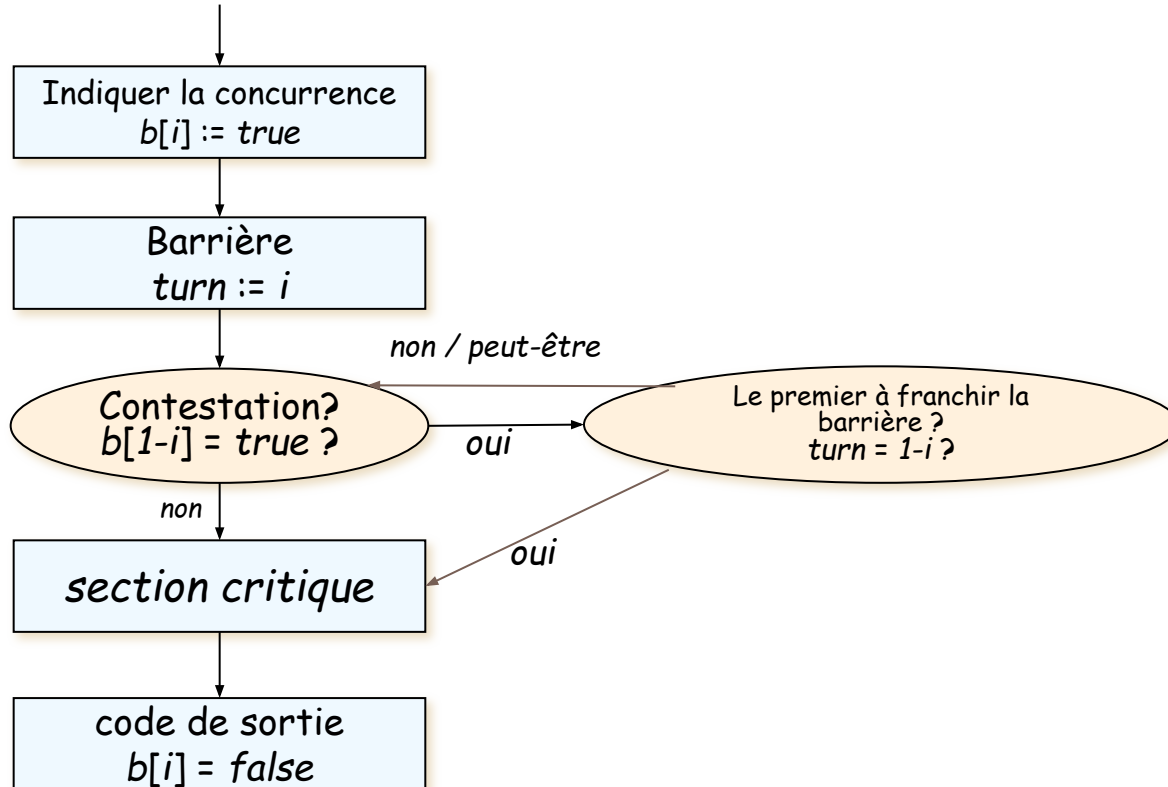 Indiquer la concurrence
b[i] := true
Barrière
turn := i
non / peut-être
Contestation?
b[1-i] = true ?
oui
Le premier à franchir la
barrière ?
turn = 1-i ?
non
oui
section critique
code de sortie
b[i] = false